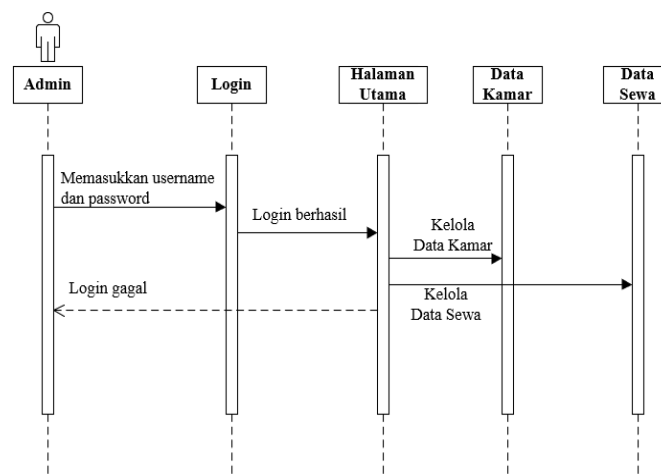 Admin
Login
Halaman
Utama
Data
Kamar
Data
Sewa
Memasukkan username
dan password
Login berhasil
Kelola
Data Kamar
Login gagal
Kelola
Data Sewa